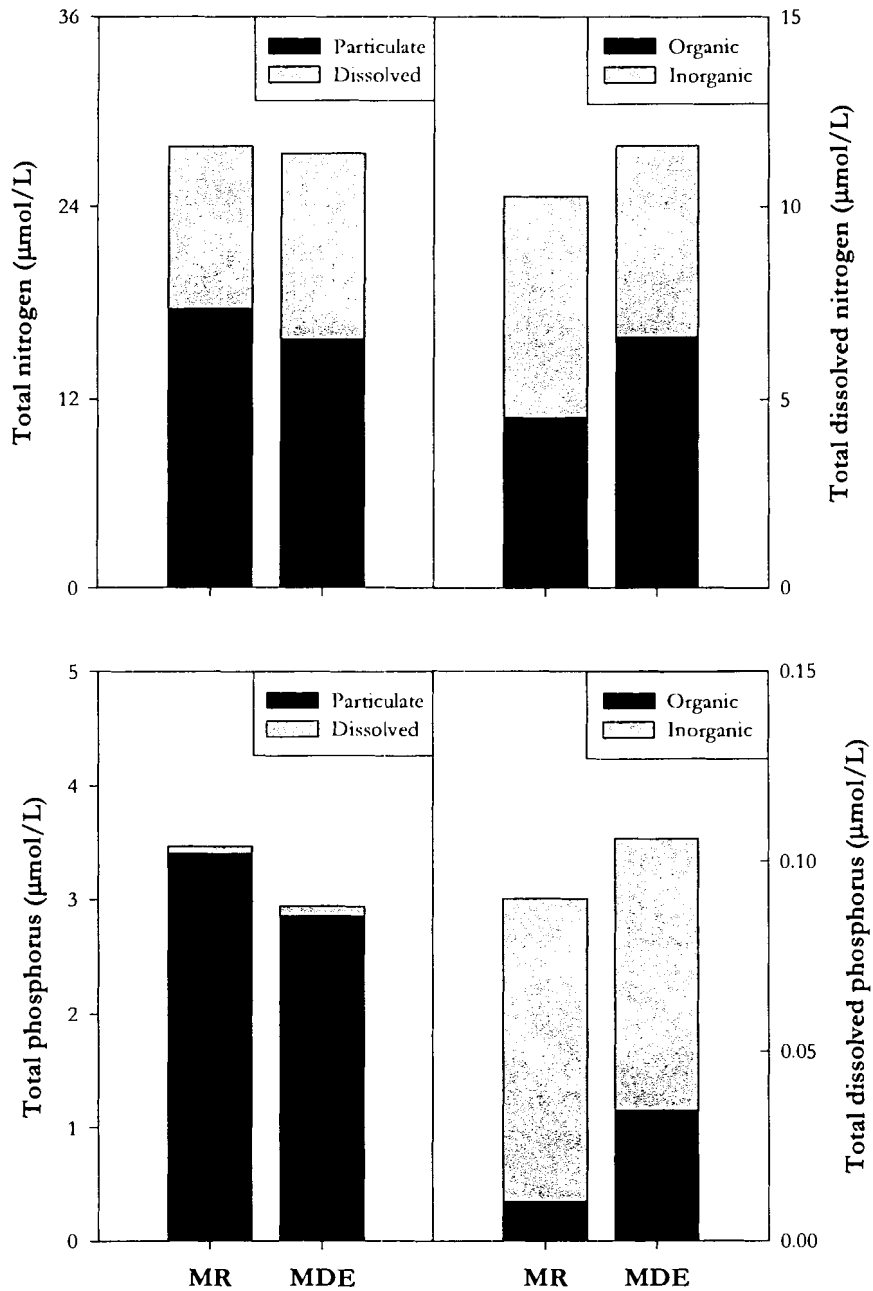 36
24
12
0
Total nitrogen (μmol/L)
Particulate
Dissolved
Organic
Inorganic
15
10
5
0
Total dissolved nitrogen (μmol/L)
5
4
3
2
1
0
Total phosphorus (μmol/L)
Particulate
Dissolved
Organic
Inorganic
0.15
0.10
0.05
0.00
Total dissolved phosphorus (μmol/L)
MR MDE MR MDE